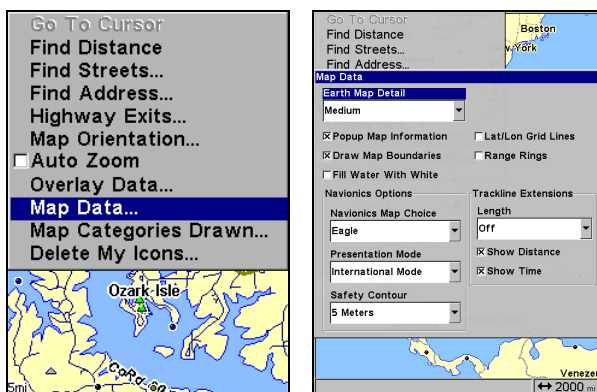 Go To Cursor
Find Distance
Find Streets...
Find Address...
Highway Exits...
Map Orientation...
Auto Zoom
Overlay Data...
Map Data...
Map Categories Drawn...
Delete My Icons...
Ozark Isle
5mi
Go To Cursor
Find Distance
Find Streets...
Find Address...
Boston
York
Map Data
Earth Map Detail
Medium
Popup Map Information
Lat/Lon Grid Lines
Draw Map Boundaries
Range Rings
Fill Water With White
Navionics Options
Navionics Map Choice
Eagle
Presentation Mode
International Mode
Safety Contour
5 Meters
Trackline Extensions
Length
Off
Show Distance
Show Time
Venezue
2000 mi